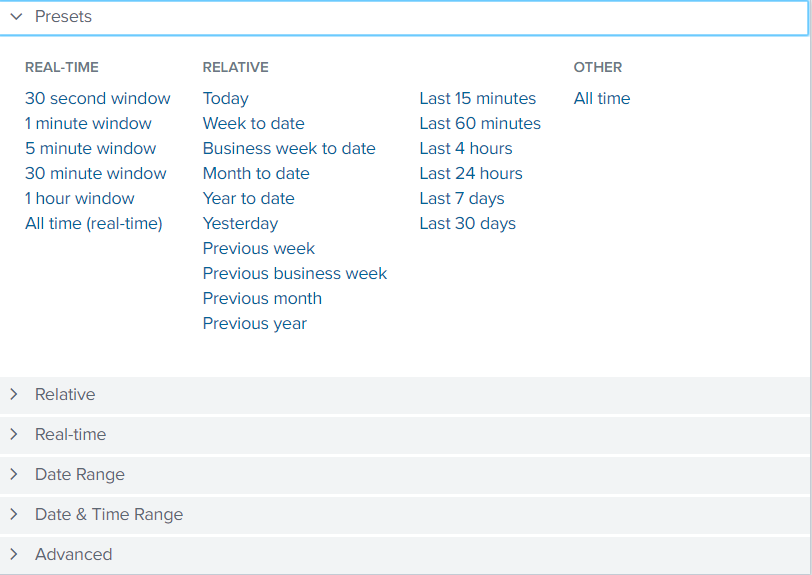 Presets
REAL-TIME
30 second window
1 minute window
5 minute window
30 minute window
1 hour window
All time (real-time)
RELATIVE
Today
Week to date
Business week to date
Month to date
Year to date
Yesterday
Previous week
Previous business week
Previous month
Previous year
Last 15 minutes
Last 60 minutes
Last 4 hours
Last 24 hours
Last 7 days
Last 30 days
OTHER
All time
Relative
Real-time
Date Range
Date & Time Range
Advanced